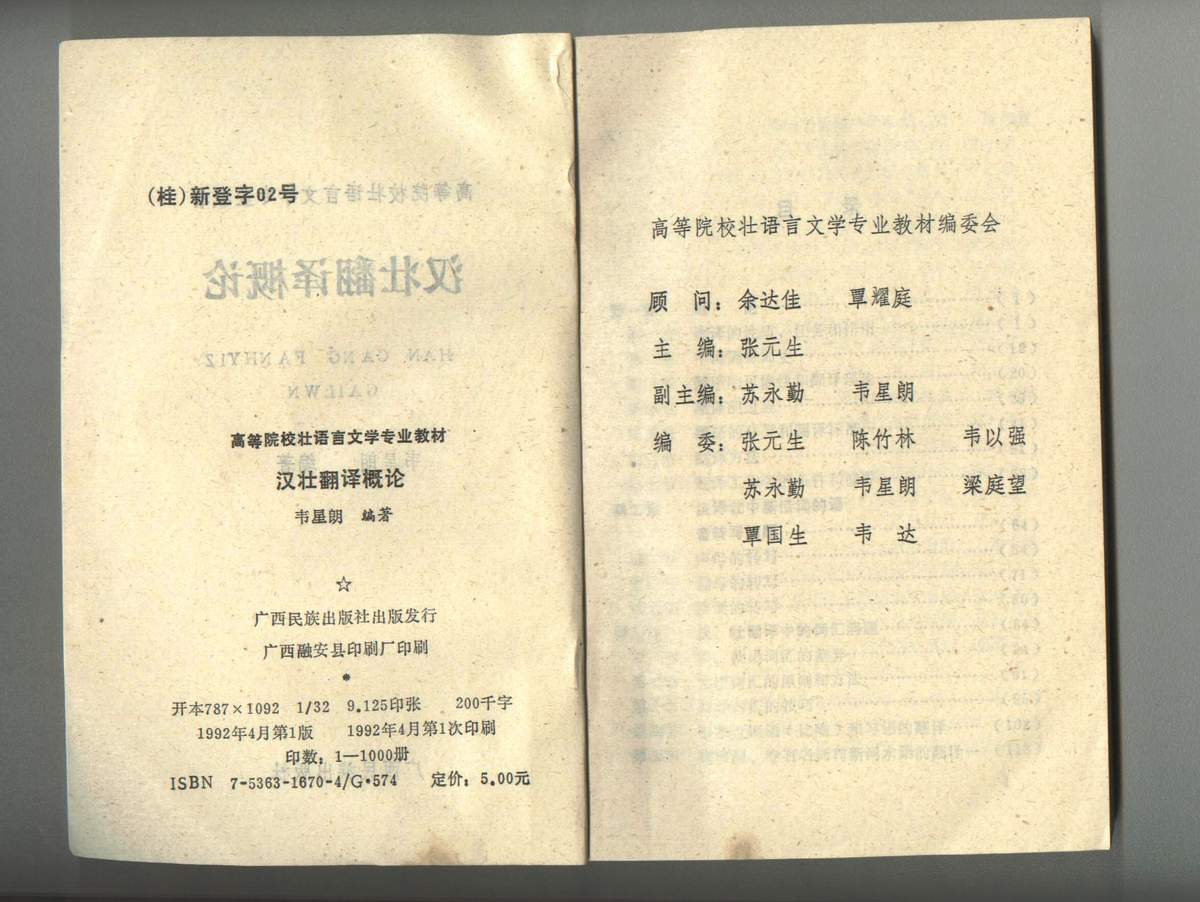 (桂)新登字02号
高等院校壮语言文学专业教材
汉壮翻译概论
韦星朗 编著
☆
广西民族出版社出版发行
广西融安县印刷厂印刷
*
开本787×1092 1/32 9.125印张 200千字
1992年4月第1版 1992年4月第1次印刷
印数：1—1000册
ISBN 7-5363-1670-4/G·574 定价：5.00元
高等院校壮语言文学专业教材编委会
顾 问：余达佳 覃耀庭
主 编：张元生
副主编：苏永勤 韦星朗
编 委：张元生 陈竹林 韦以强
苏永勤 韦星朗 梁庭望
覃国生 韦 达